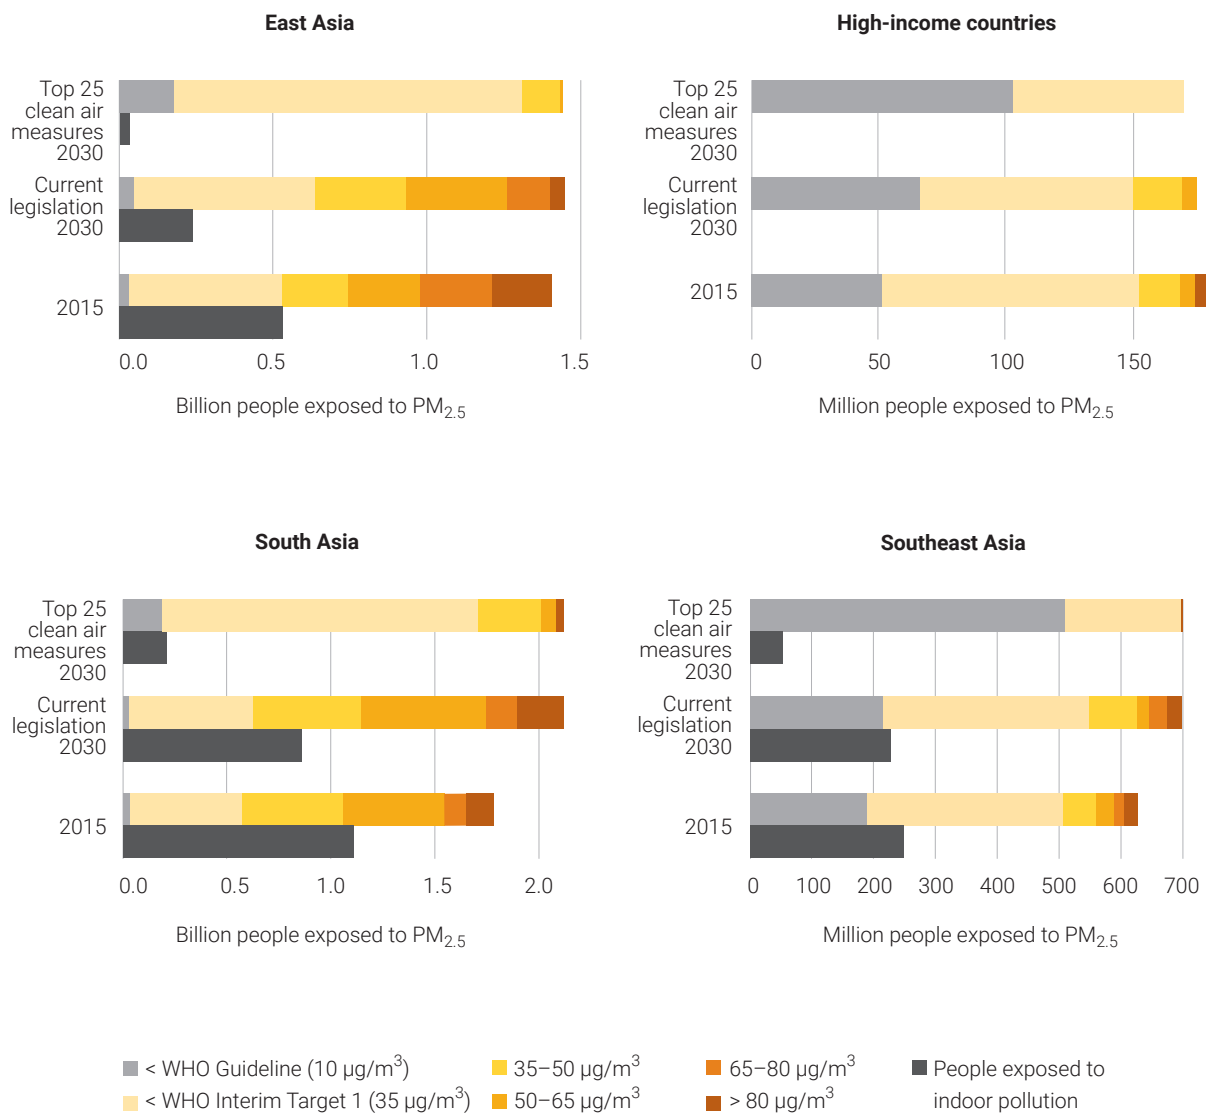 East Asia
Top 25
clean air
measures
2030
Current
legislation
2030
2015
0.0 0.5 1.0 1.5
Billion people exposed to PM2.5
High-income countries
Top 25
clean air
measures
2030
Current
legislation
2030
2015
0 50 100 150
Million people exposed to PM2.5
South Asia
Top 25
clean air
measures
2030
Current
legislation
2030
2015
0.0 0.5 1.0 1.5 2.0
Billion people exposed to PM2.5
Southeast Asia
Top 25
clean air
measures
2030
Current
legislation
2030
2015
0 100 200 300 400 500 600 700
Million people exposed to PM2.5
< WHO Guideline (10 µg/m³)
< WHO Interim Target 1 (35 µg/m³)
35–50 µg/m³
50–65 µg/m³
65–80 µg/m³
> 80 µg/m³
People exposed to
indoor pollution